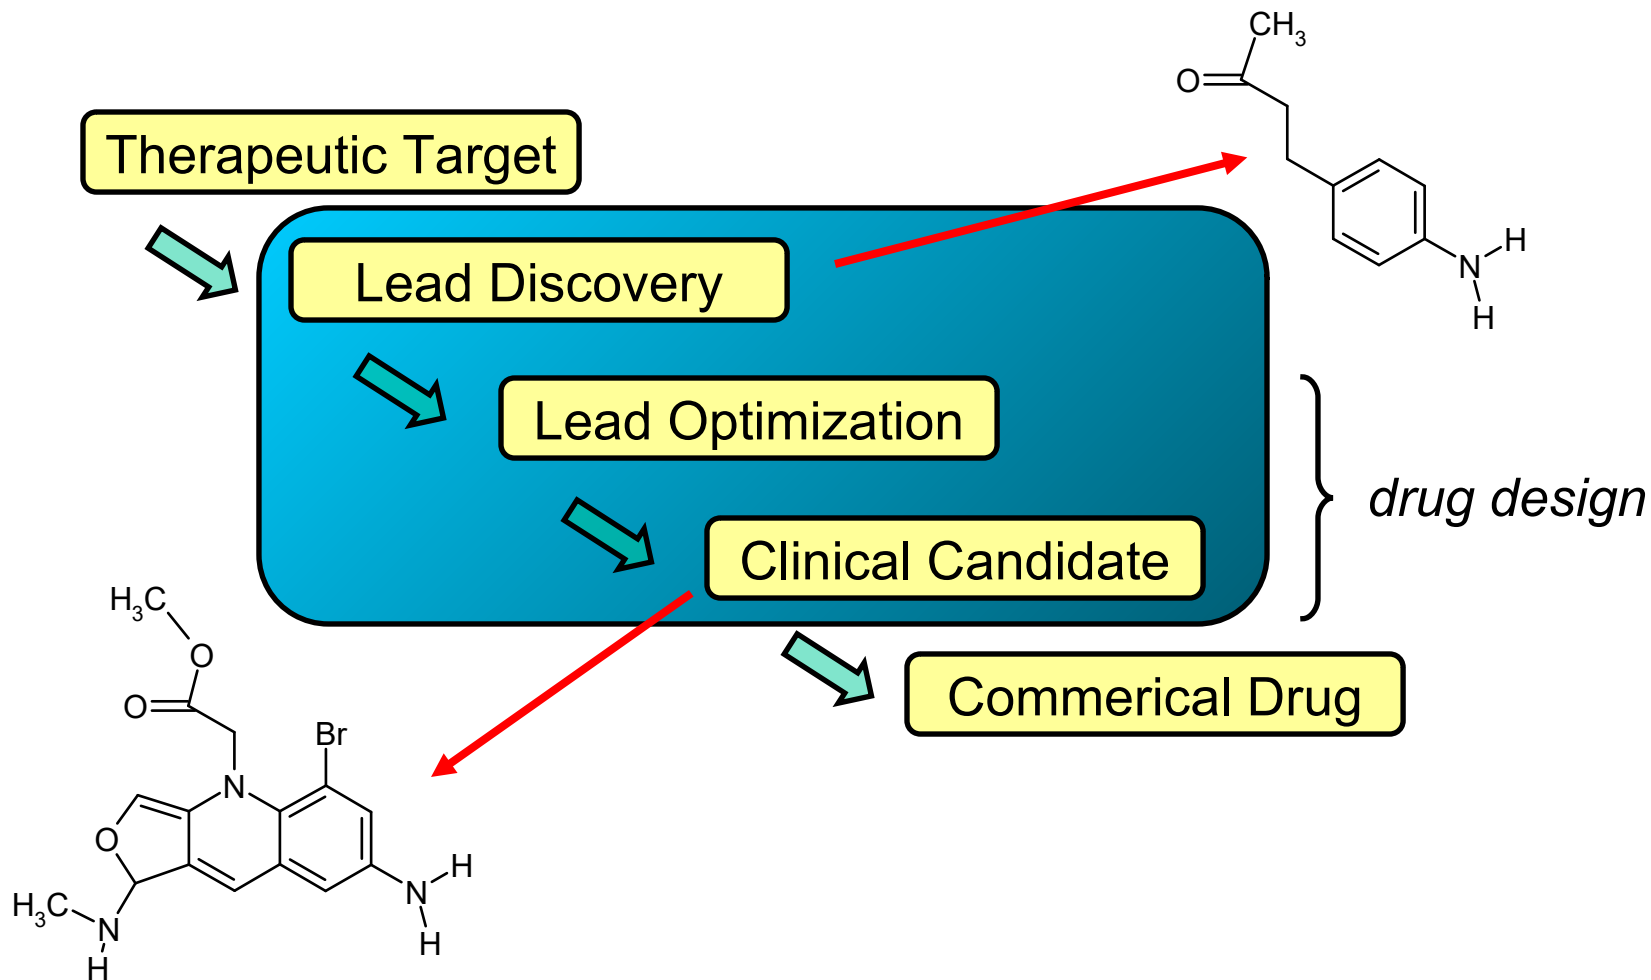 CH3
O
Therapeutic Target
Lead Discovery
H
N
H
Lead Optimization
drug design
Clinical Candidate
H3C
O
O
Commerical Drug
Br
N
O
H
N
H3C
N
H
H